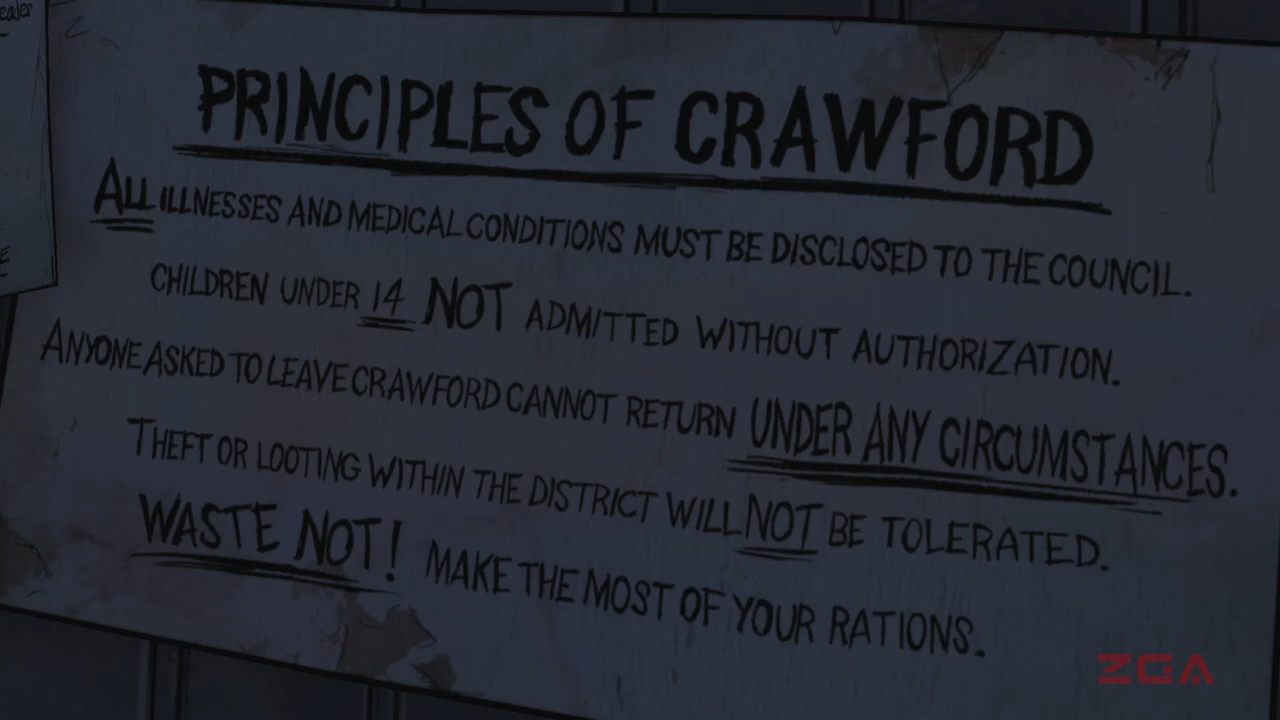 ealer
PRINCIPLES OF CRAWFORD
ALL ILLNESSES AND MEDICAL CONDITIONS MUST BE DISCLOSED TO THE COUNCIL.
CHILDREN UNDER 14 NOT ADMITTED WITHOUT AUTHORIZATION.
ANYONE ASKED TO LEAVE CRAWFORD CANNOT RETURN UNDER ANY CIRCUMSTANCES.
THEFT OR LOOTING WITHIN THE DISTRICT WILL NOT BE TOLERATED.
WASTE NOT! MAKE THE MOST OF YOUR RATIONS.
ZGA